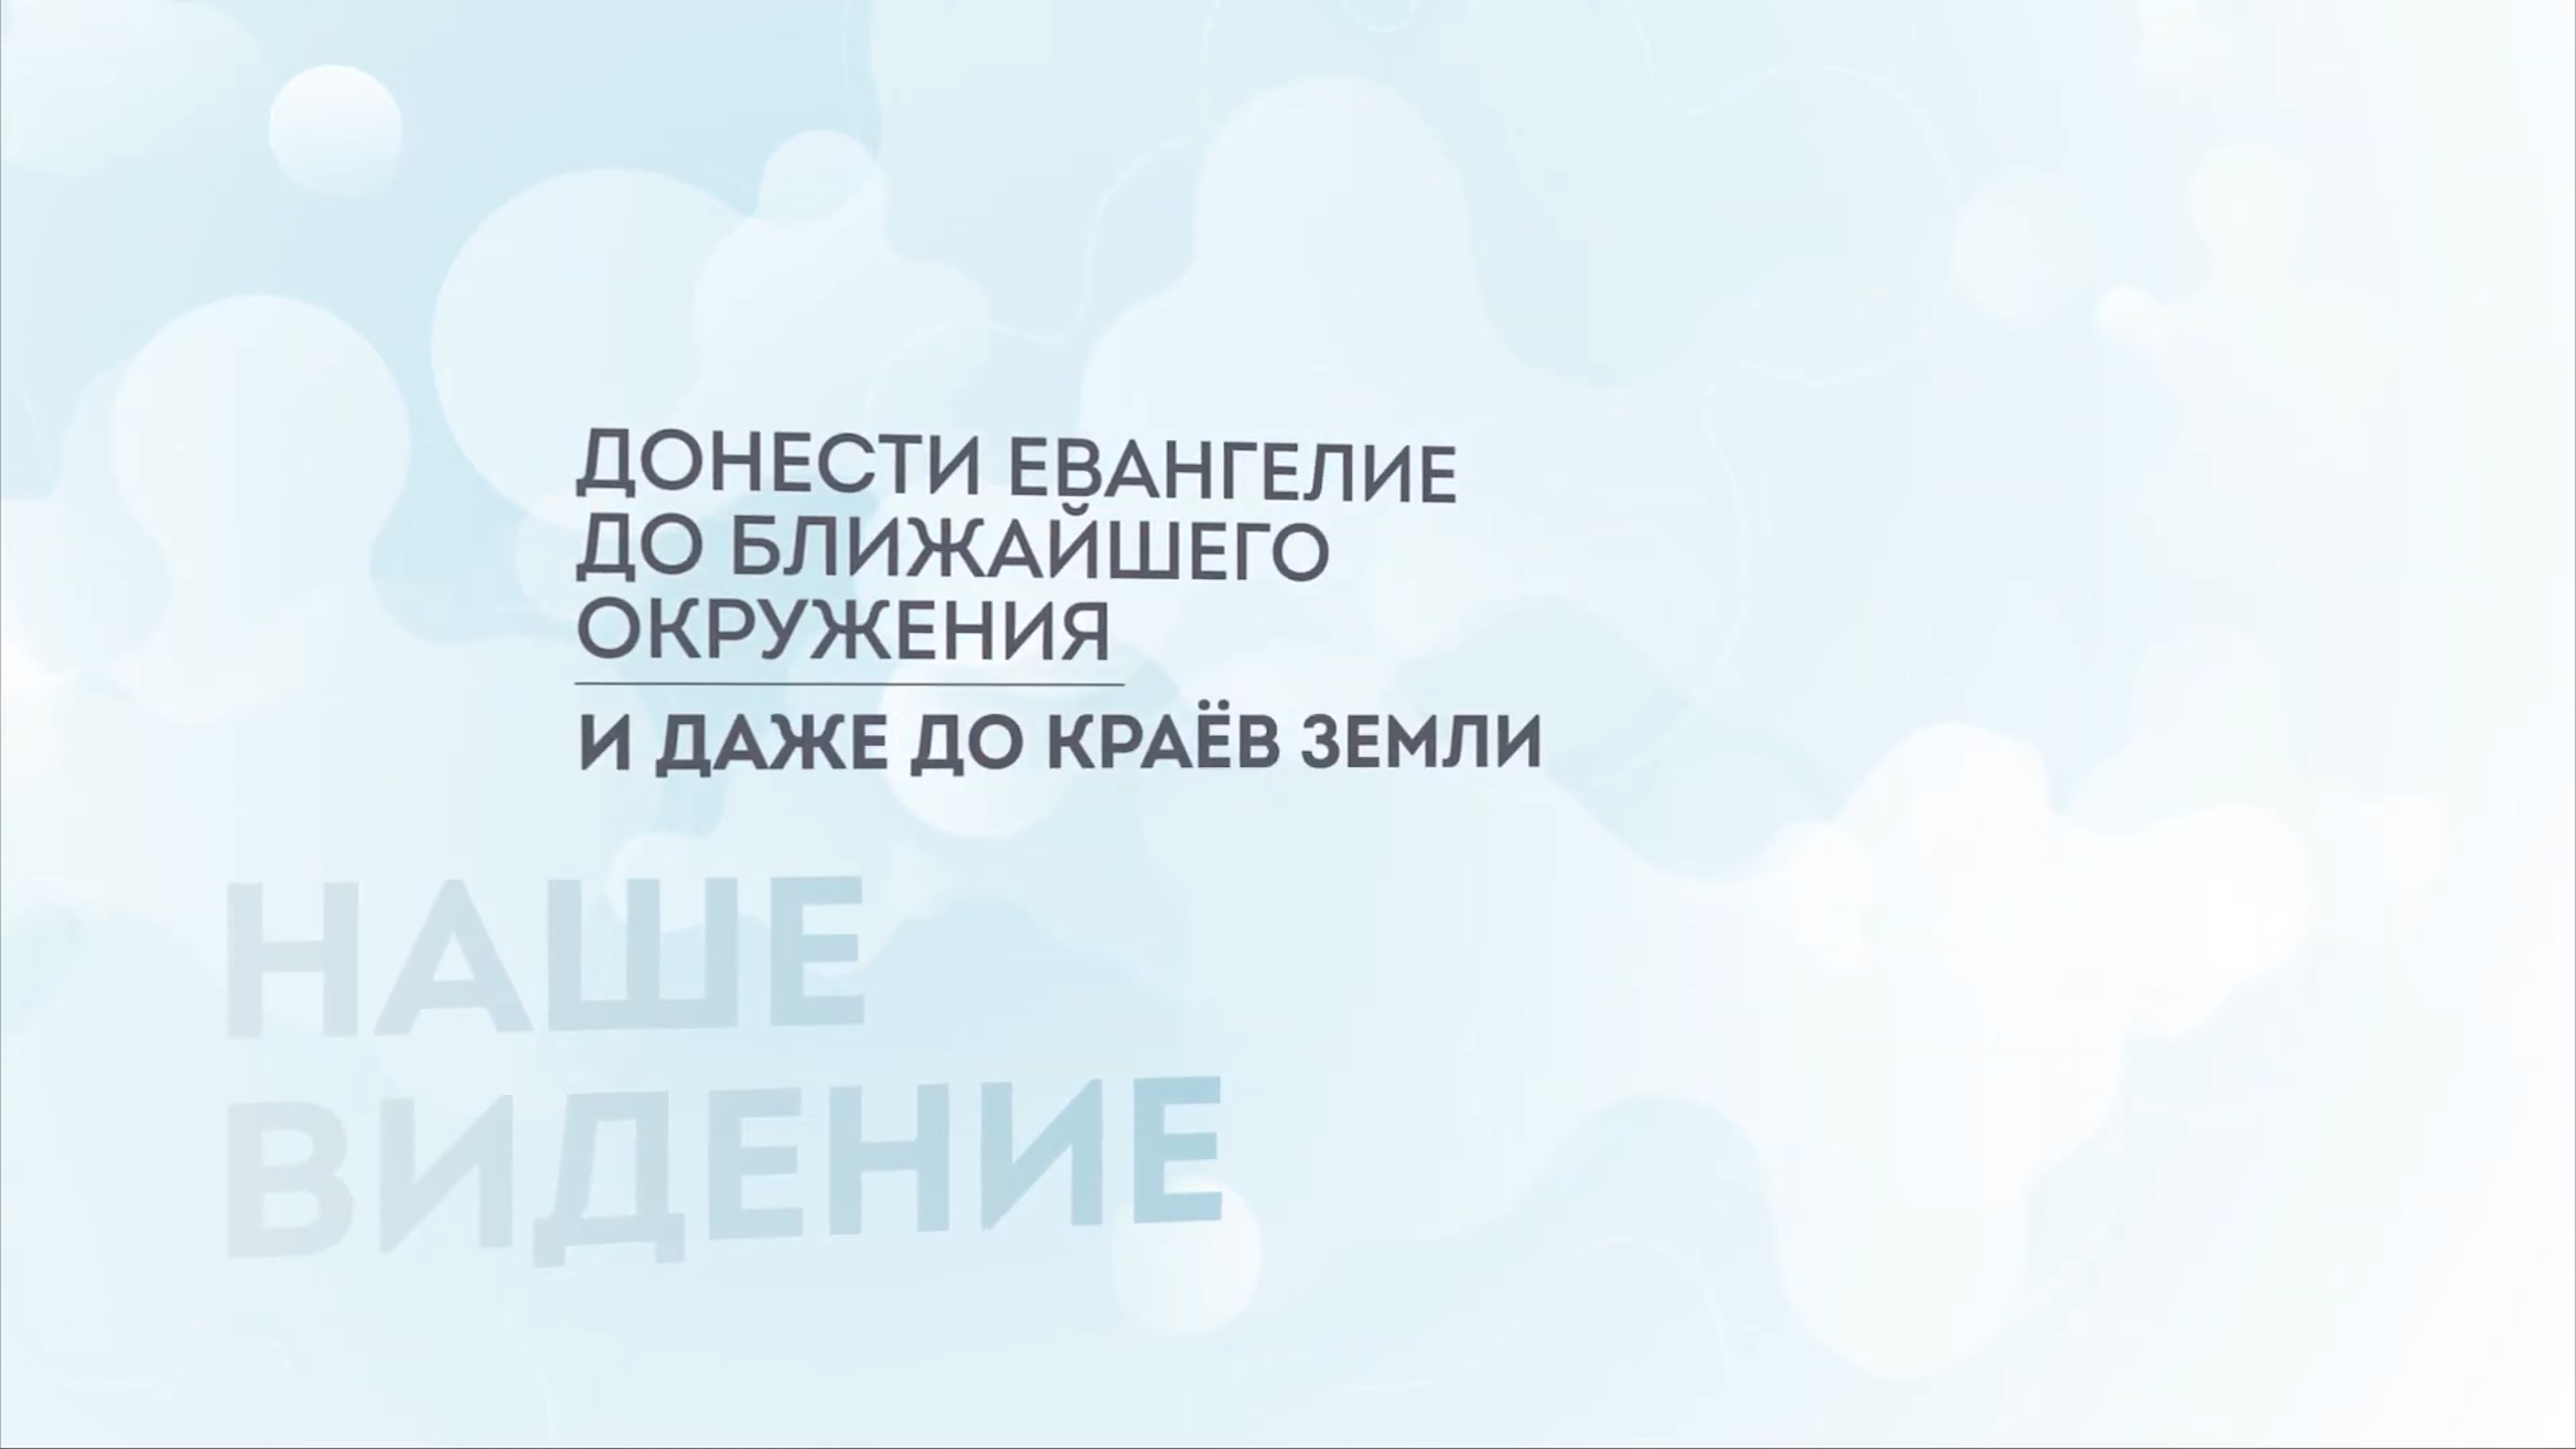 ДОНЕСТИ ЕВАНГЕЛИЕ
ДО БЛИЖАЙШЕГО
ОКРУЖЕНИЯ
И ДАЖЕ ДО КРАЁВ ЗЕМЛИ
НАШЕ
ВИДЕНИЕ